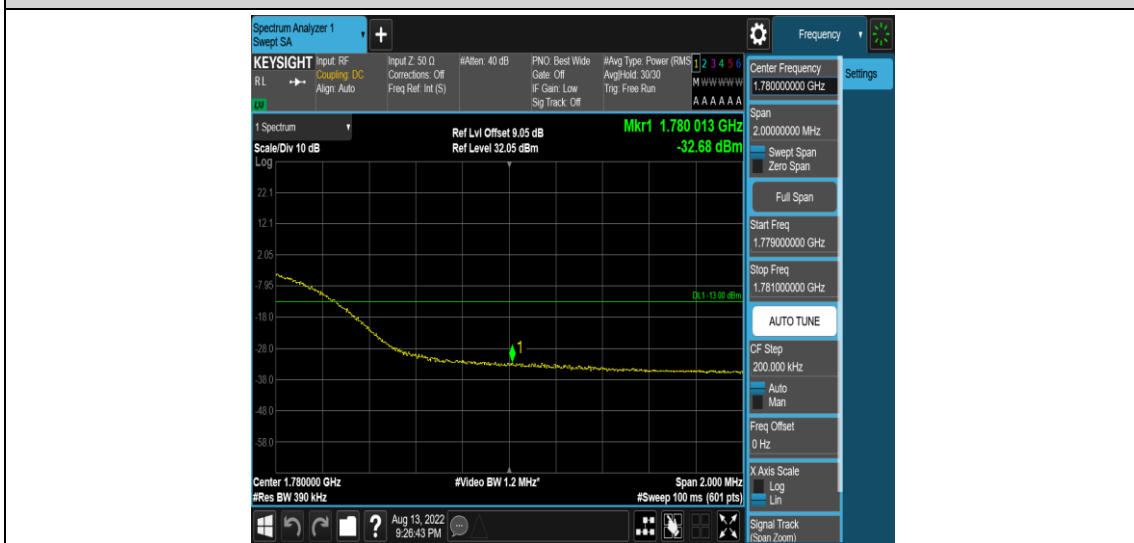 Spectrum Analyzer 1
Swept SA
+
Frequency
KEYSIGHT
RL
LXI
Input: RF
Coupling: DC
Align: Auto
Input Z: 50 Ω
Corrections: Off
Freq Ref: Int (S)
#Atten: 40 dB
PNO: Best Wide
Gate: Off
IF Gain: Low
Sig Track: Off
#Avg Type: Power (RMS
Avg|Hold: 30/30
Trig: Free Run
1 2 3 4 5 6
M W W W W W
A A A A A A
1 Spectrum
Scale/Div 10 dB
Log
Ref Lvl Offset 9.05 dB
Ref Level 32.05 dBm
Mkr1 1.780 013 GHz
-32.68 dBm
22.1
12.1
2.05
-7.95
-18.0
-28.0
-38.0
-48.0
-58.0
DL1 -13.00 dBm
1
Center 1.780000 GHz
#Res BW 390 kHz
#Video BW 1.2 MHz*
Span 2.000 MHz
#Sweep 100 ms (601 pts)
Center Frequency
1.780000000 GHz
Settings
Span
2.00000000 MHz
Swept Span
Zero Span
Full Span
Start Freq
1.779000000 GHz
Stop Freq
1.781000000 GHz
AUTO TUNE
CF Step
200.000 kHz
Auto
Man
Freq Offset
0 Hz
X Axis Scale
Log
Lin
Signal Track
(Span Zoom)
?
Aug 13, 2022
9:26:43 PM